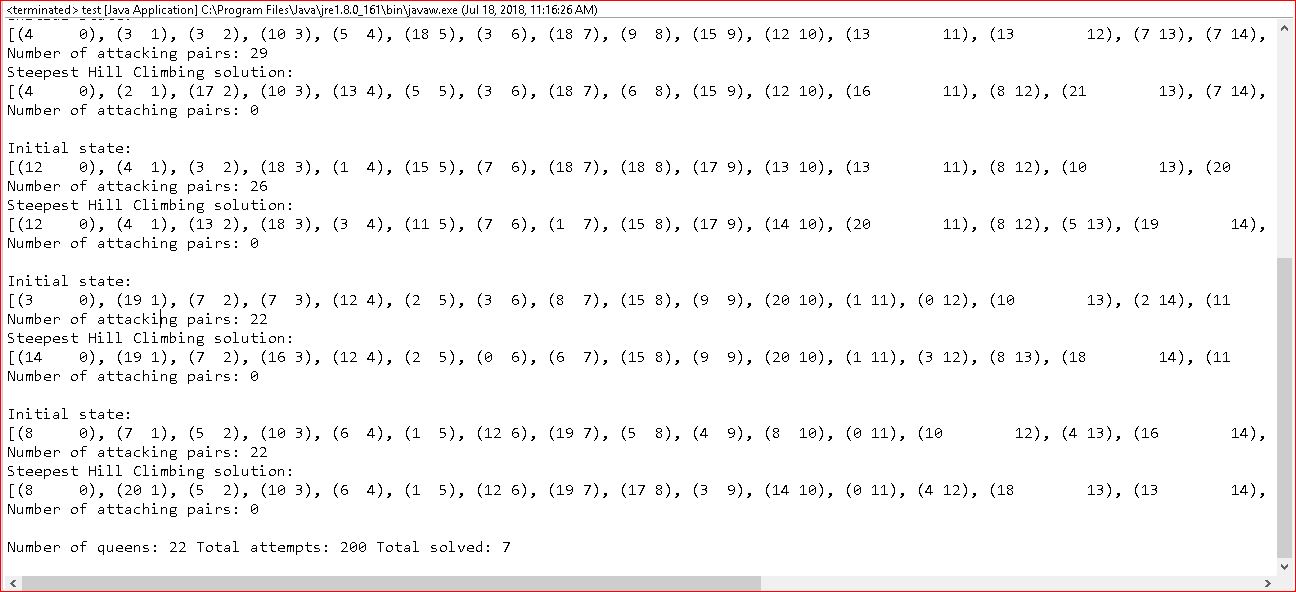 <terminated> test [Java Application] C:\Program Files\Java\jre1.8.0_161\bin\javaw.exe (Jul 18, 2018, 11:16:26 AM)
[(4 0), (3 1), (3 2), (10 3), (5 4), (18 5), (3 6), (18 7), (9 8), (15 9), (12 10), (13 11), (13 12), (7 13), (7 14),
Number of attacking pairs: 29
Steepest Hill Climbing solution:
[(4 0), (2 1), (17 2), (10 3), (13 4), (5 5), (3 6), (18 7), (6 8), (15 9), (12 10), (16 11), (8 12), (21 13), (7 14),
Number of attaching pairs: 0
Initial state:
[(12 0), (4 1), (3 2), (18 3), (1 4), (15 5), (7 6), (18 7), (18 8), (17 9), (13 10), (13 11), (8 12), (10 13), (20
Number of attacking pairs: 26
Steepest Hill Climbing solution:
[(12 0), (4 1), (13 2), (18 3), (3 4), (11 5), (7 6), (1 7), (15 8), (17 9), (14 10), (20 11), (8 12), (5 13), (19 14),
Number of attaching pairs: 0
Initial state:
[(3 0), (19 1), (7 2), (7 3), (12 4), (2 5), (3 6), (8 7), (15 8), (9 9), (20 10), (1 11), (0 12), (10 13), (2 14), (11
Number of attacking pairs: 22
Steepest Hill Climbing solution:
[(14 0), (19 1), (7 2), (16 3), (12 4), (2 5), (0 6), (6 7), (15 8), (9 9), (20 10), (1 11), (3 12), (8 13), (18 14), (11
Number of attaching pairs: 0
Initial state:
[(8 0), (7 1), (5 2), (10 3), (6 4), (1 5), (12 6), (19 7), (5 8), (4 9), (8 10), (0 11), (10 12), (4 13), (16 14),
Number of attacking pairs: 22
Steepest Hill Climbing solution:
[(8 0), (20 1), (5 2), (10 3), (6 4), (1 5), (12 6), (19 7), (17 8), (3 9), (14 10), (0 11), (4 12), (18 13), (13 14),
Number of attaching pairs: 0
Number of queens: 22 Total attempts: 200 Total solved: 7